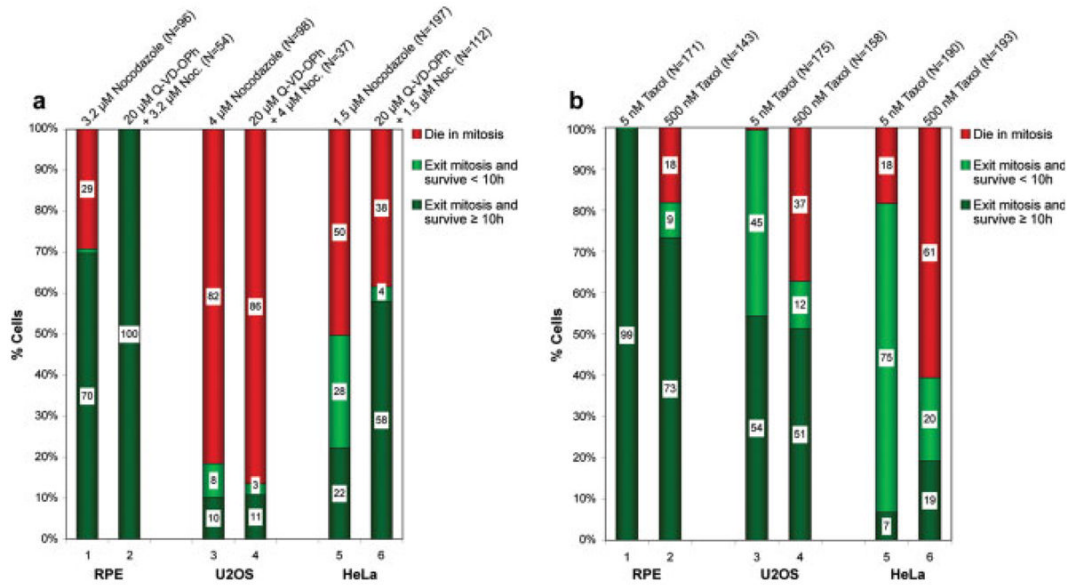 a
3.2 µM Nocodazole (N=96)
20 µM Q-VD-OPh
+ 3.2 µM Noc. (N=54)
4 µM Nocodazole (N=98)
20 µM Q-VD-OPh
+ 4 µM Noc. (N=37)
1.5 µM Nocodazole (N=197)
20 µM Q-VD-OPh
+ 1.5 µM Noc. (N=112)
Die in mitosis
Exit mitosis and
survive < 10h
Exit mitosis and
survive ≥ 10h
% Cells
100%
90%
80%
70%
60%
50%
40%
30%
20%
10%
0%
29
70
100
82
8
10
86
3
11
50
28
22
38
4
58
1 2 3 4 5 6
RPE U2OS HeLa
b
5 nM Taxol (N=171)
500 nM Taxol (N=143)
5 nM Taxol (N=175)
500 nM Taxol (N=158)
5 nM Taxol (N=190)
500 nM Taxol (N=193)
Die in mitosis
Exit mitosis and
survive < 10h
Exit mitosis and
survive ≥ 10h
% Cells
100%
90%
80%
70%
60%
50%
40%
30%
20%
10%
0%
99
18
9
73
45
54
37
12
51
18
75
7
61
20
19
1 2 3 4 5 6
RPE U2OS HeLa